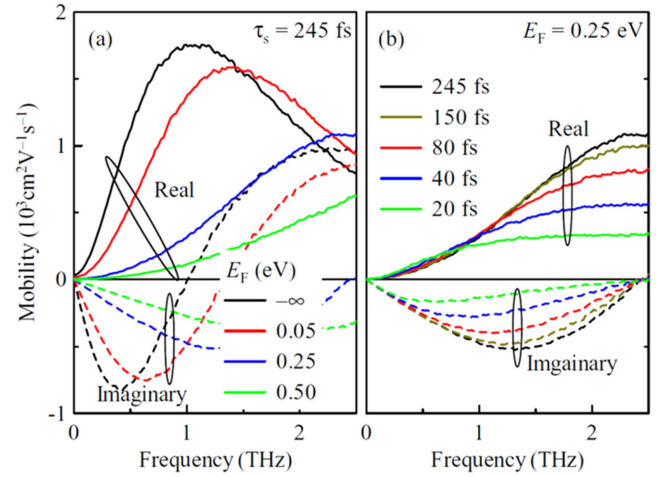 (a)
τs = 245 fs
(b)
EF = 0.25 eV
245 fs
150 fs
80 fs
40 fs
20 fs
Real
Real
EF (eV)
−∞
0.05
0.25
0.50
Imaginary
Imgainary
2
1
0
-1
Mobility (10³cm²V⁻¹s⁻¹)
0
1
2
0
1
2
Frequency (THz)
Frequency (THz)